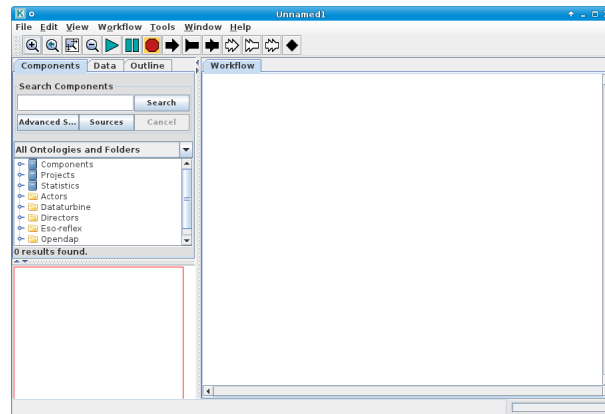 Unnamed1
File Edit View Workflow Tools Window Help
Components Data Outline
Workflow
Search Components
Search
Advanced S... Sources Cancel
All Ontologies and Folders
Components
Projects
Statistics
Actors
Dataturbine
Directors
Eso-reflex
Opendap
0 results found.